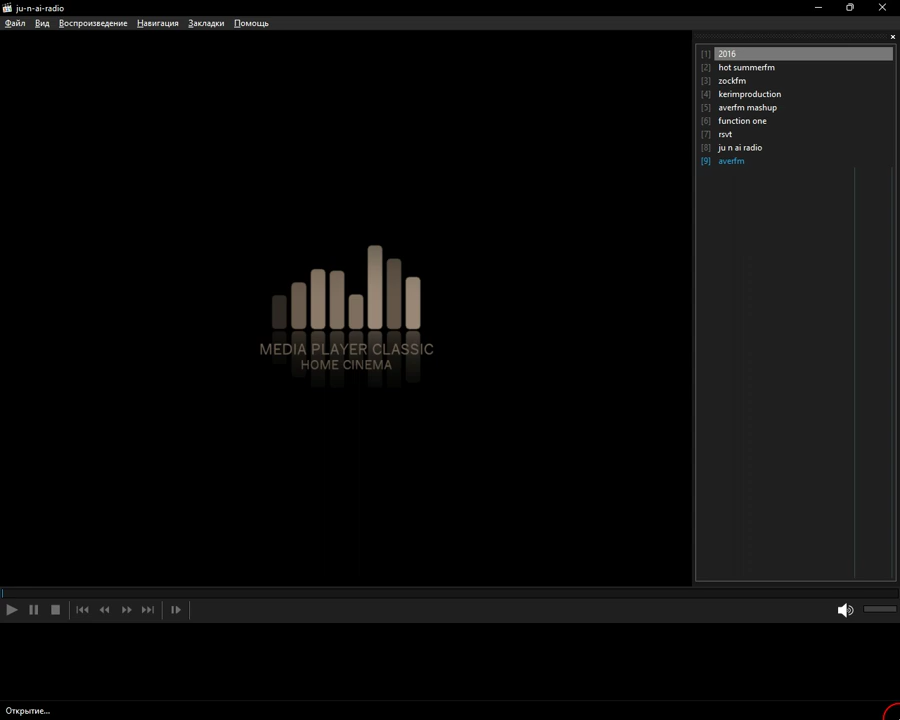 ju-n-ai-radio
Файл Вид Воспроизведение Навигация Закладки Помощь
[1] 2016
[2] hot summerfm
[3] zockfm
[4] kerimproduction
[5] averfm mashup
[6] function one
[7] rsvt
[8] ju n ai radio
[9] averfm
MEDIA PLAYER CLASSIC
HOME CINEMA
Открытие...